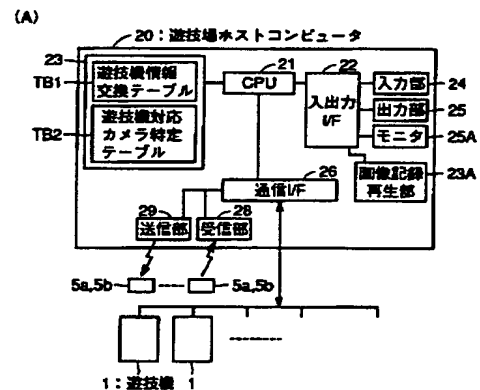 (A)
20：遊技場ホストコンピュータ
23
TB1
遊技機情報
交換テーブル
TB2
遊技機対応
カメラ特定
テーブル
21
CPU
22
入出力
I/F
入力部
24
出力部
25
モニタ
25A
画像記録
再生部
23A
26
通信I/F
29
送信部
28
受信部
5a,5b
5a,5b
1：遊技機
1